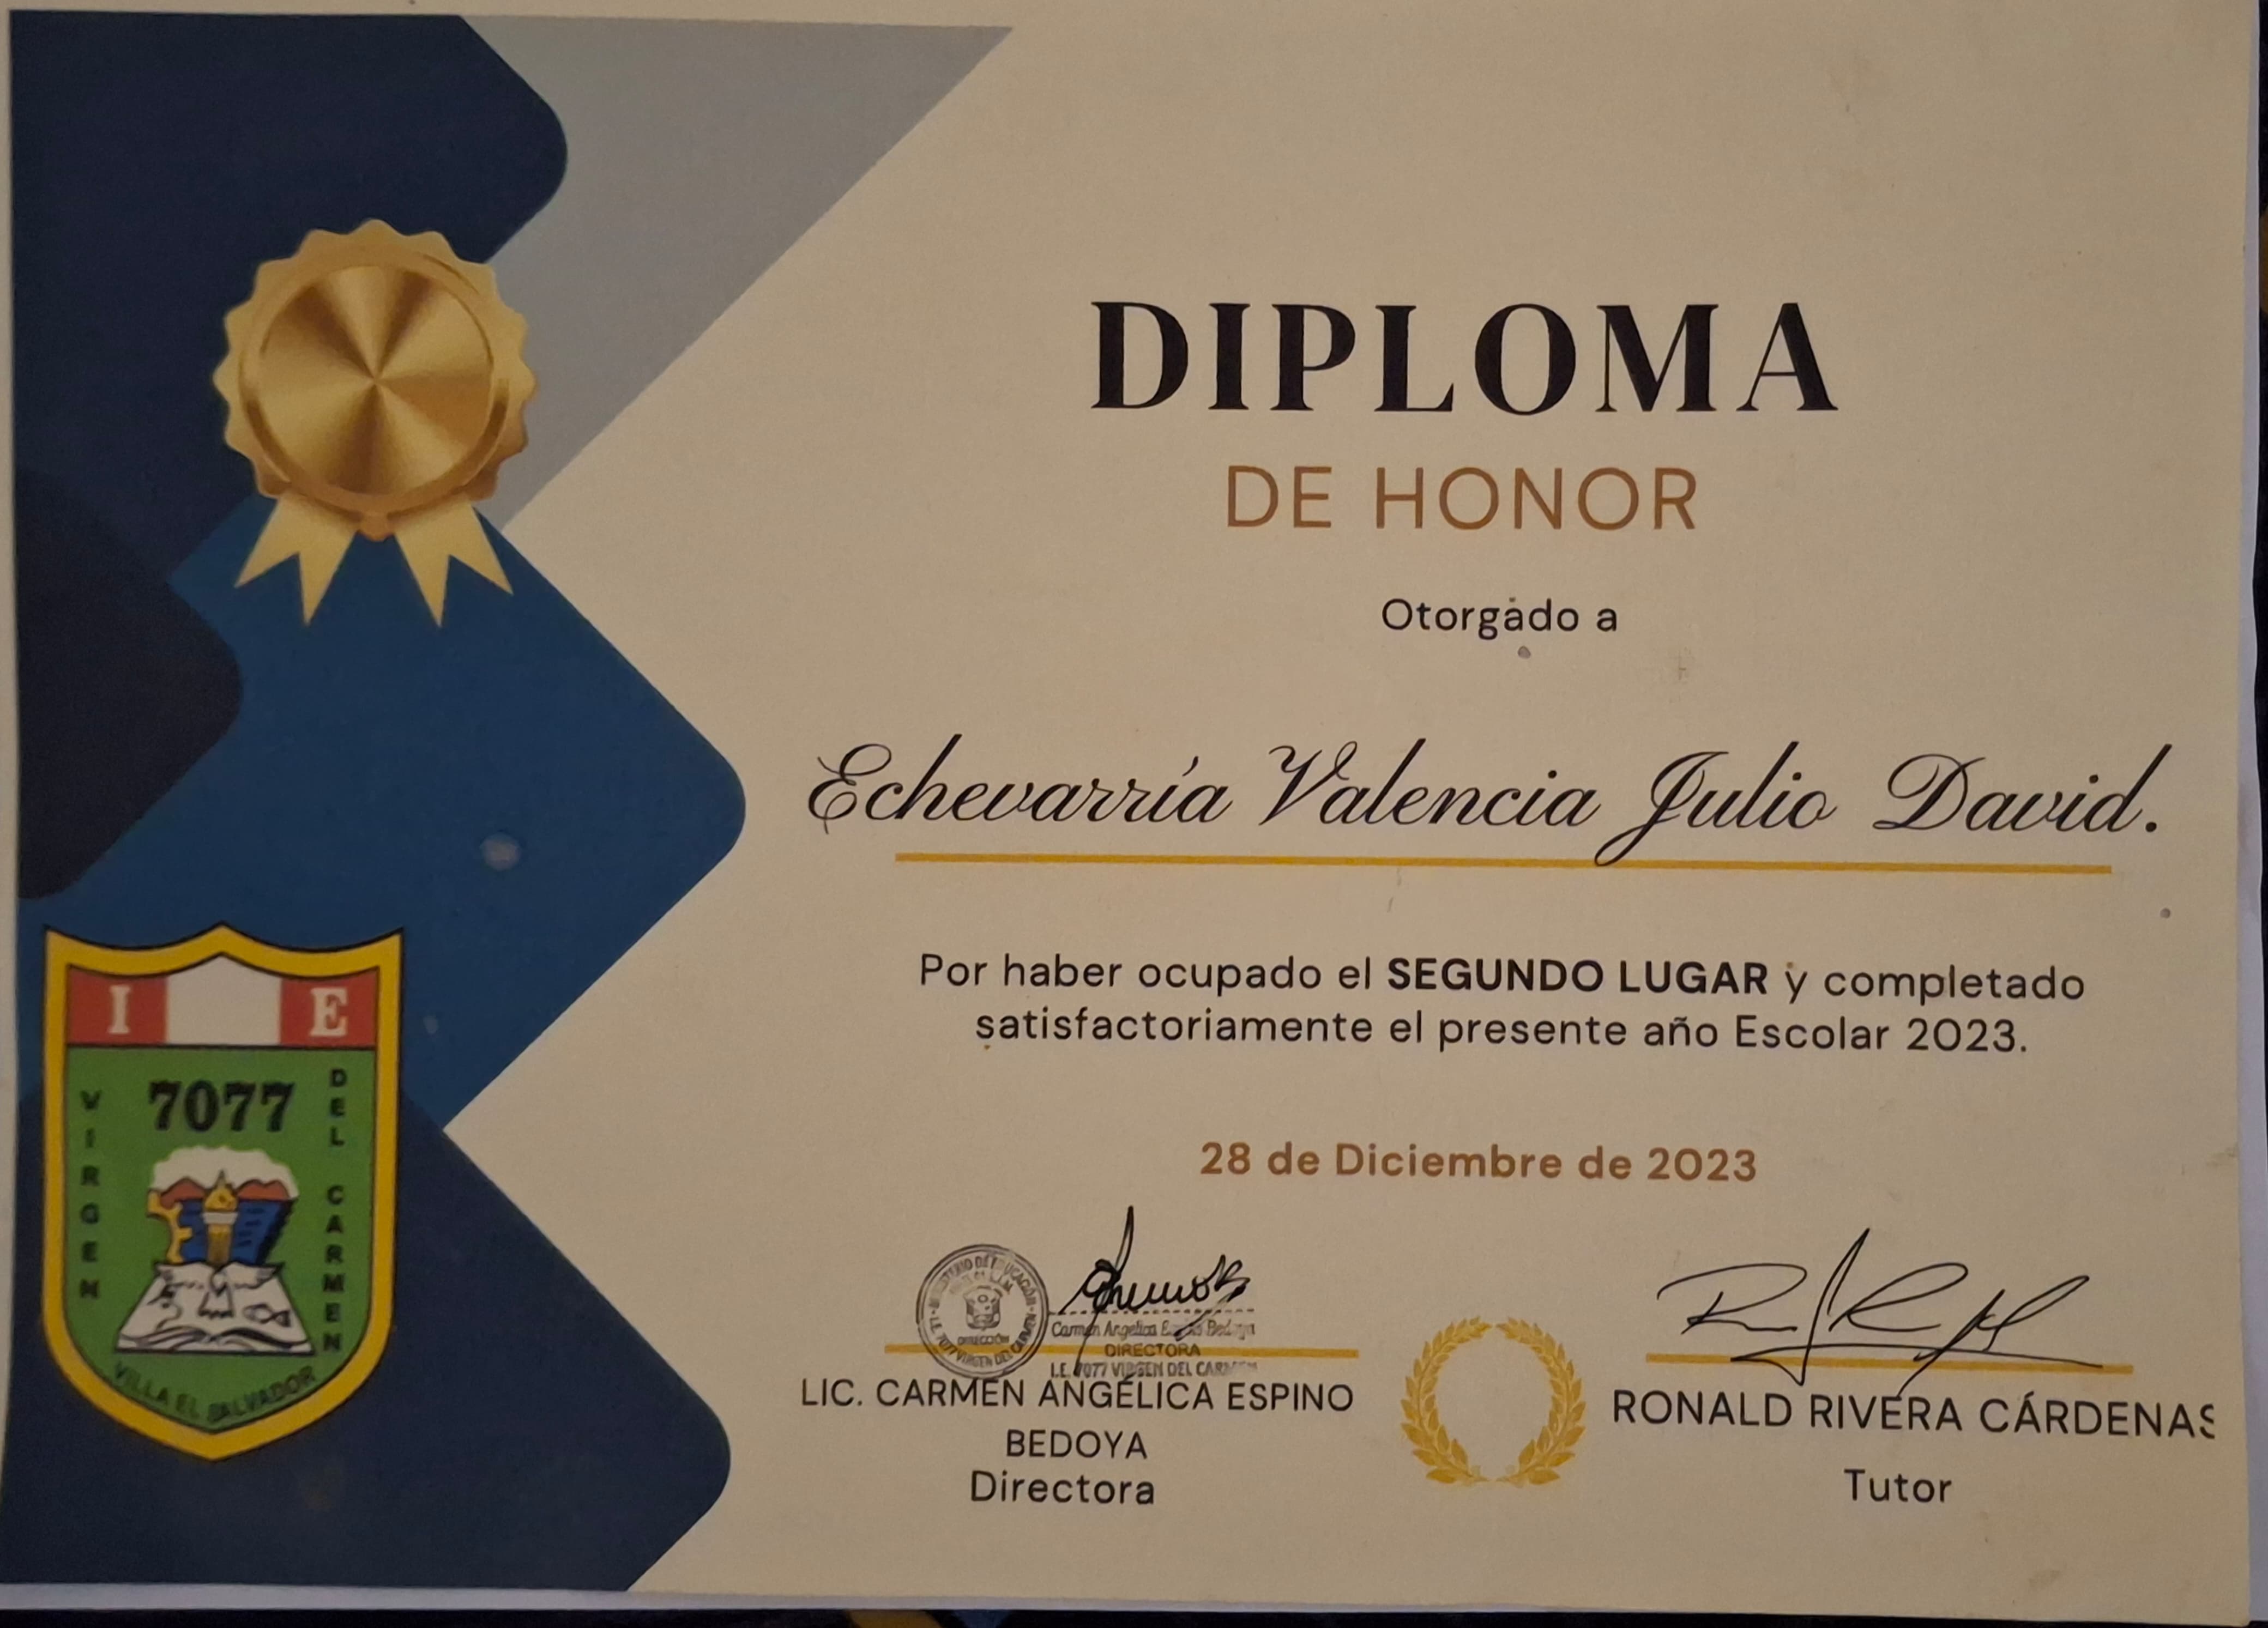 DIPLOMA
DE HONOR
Otorgado a
Echevarría Valencia Julio David.
Por haber ocupado el SEGUNDO LUGAR y completado
satisfactoriamente el presente año Escolar 2023.
28 de Diciembre de 2023
I E
7077
VIRGEN
DEL CARMEN
VILLA EL SALVADOR
MINISTERIO DE EDUCACIÓN
I.E. 7077 VIRGEN DEL CARMEN
DIRECCIÓN
Carmen Angelica Bedoya
DIRECTORA
I.E. 7077 VIRGEN DEL CARMEN
LIC. CARMEN ANGÉLICA ESPINO
BEDOYA
Directora
RONALD RIVERA CÁRDENAS
Tutor